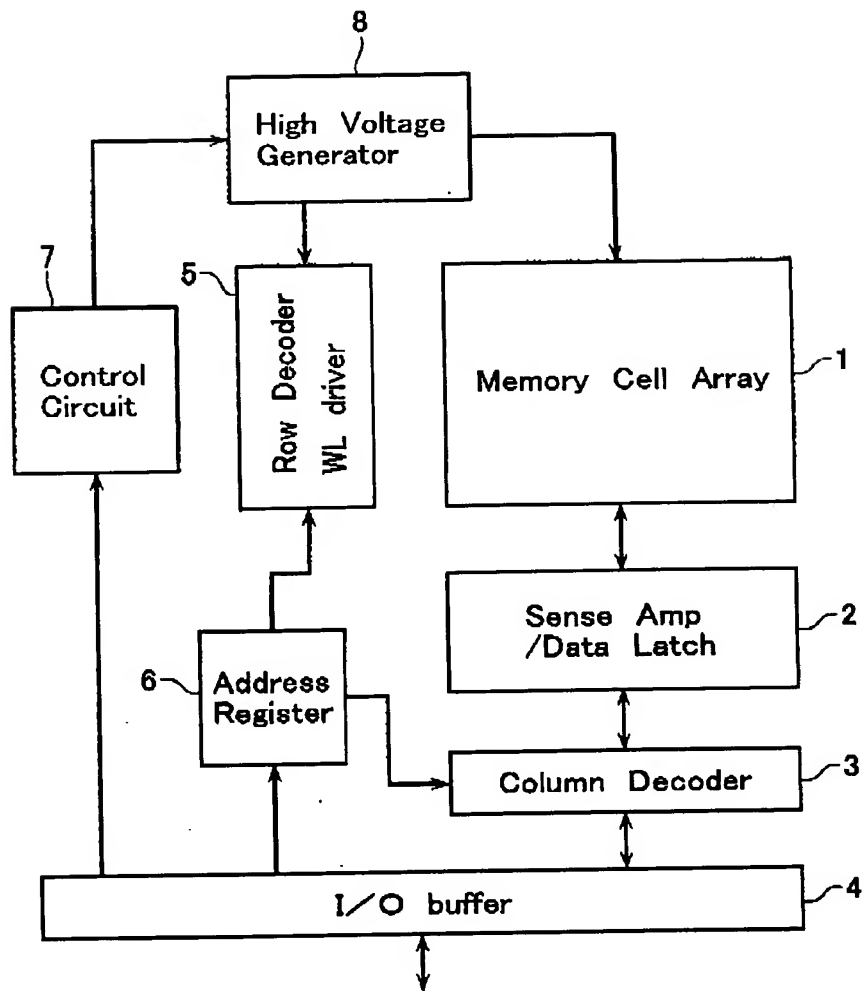 8
High Voltage
Generator
7
Control
Circuit
5
Row Decoder
WL driver
Memory Cell Array
1
Sense Amp
/Data Latch
2
6
Address
Register
Column Decoder
3
I/O buffer
4